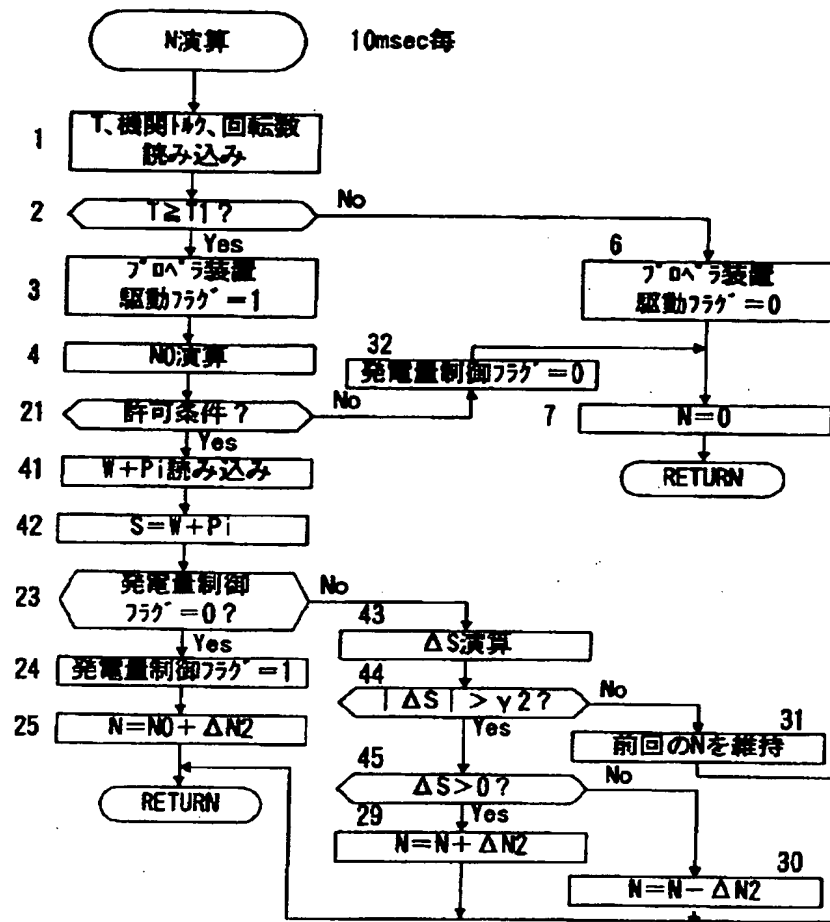 N演算
10msec毎
1
T、機関トルク、回転数
読み込み
2
T≧T1?
No
Yes
3
プロペラ装置
駆動フラグ=1
6
プロペラ装置
駆動フラグ=0
4
N0演算
32
発電量制御フラグ=0
21
許可条件?
No
Yes
7
N=0
RETURN
41
W+Pi読み込み
42
S=W+Pi
23
発電量制御
フラグ=0?
No
Yes
43
ΔS演算
24
発電量制御フラグ=1
44
|ΔS|>γ2?
No
Yes
25
N=N0+ΔN2
31
前回のNを維持
RETURN
45
ΔS>0?
No
Yes
29
N=N+ΔN2
30
N=N-ΔN2